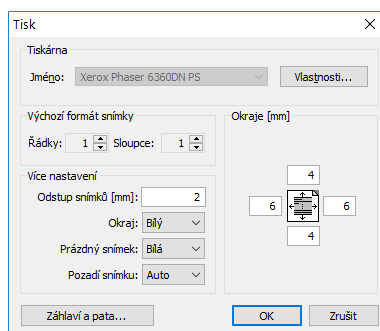 Tisk
Tiskárna
Jméno: Xerox Phaser 6360DN PS Vlastnosti...
Výchozí formát snímky
Řádky: 1 Sloupce: 1
Okraje [mm]
4
6 6
4
Více nastavení
Odstup snímků [mm]: 2
Okraj: Bílý
Prázdný snímek: Bílá
Pozadí snímku: Auto
Záhlaví a pata... OK Zrušit